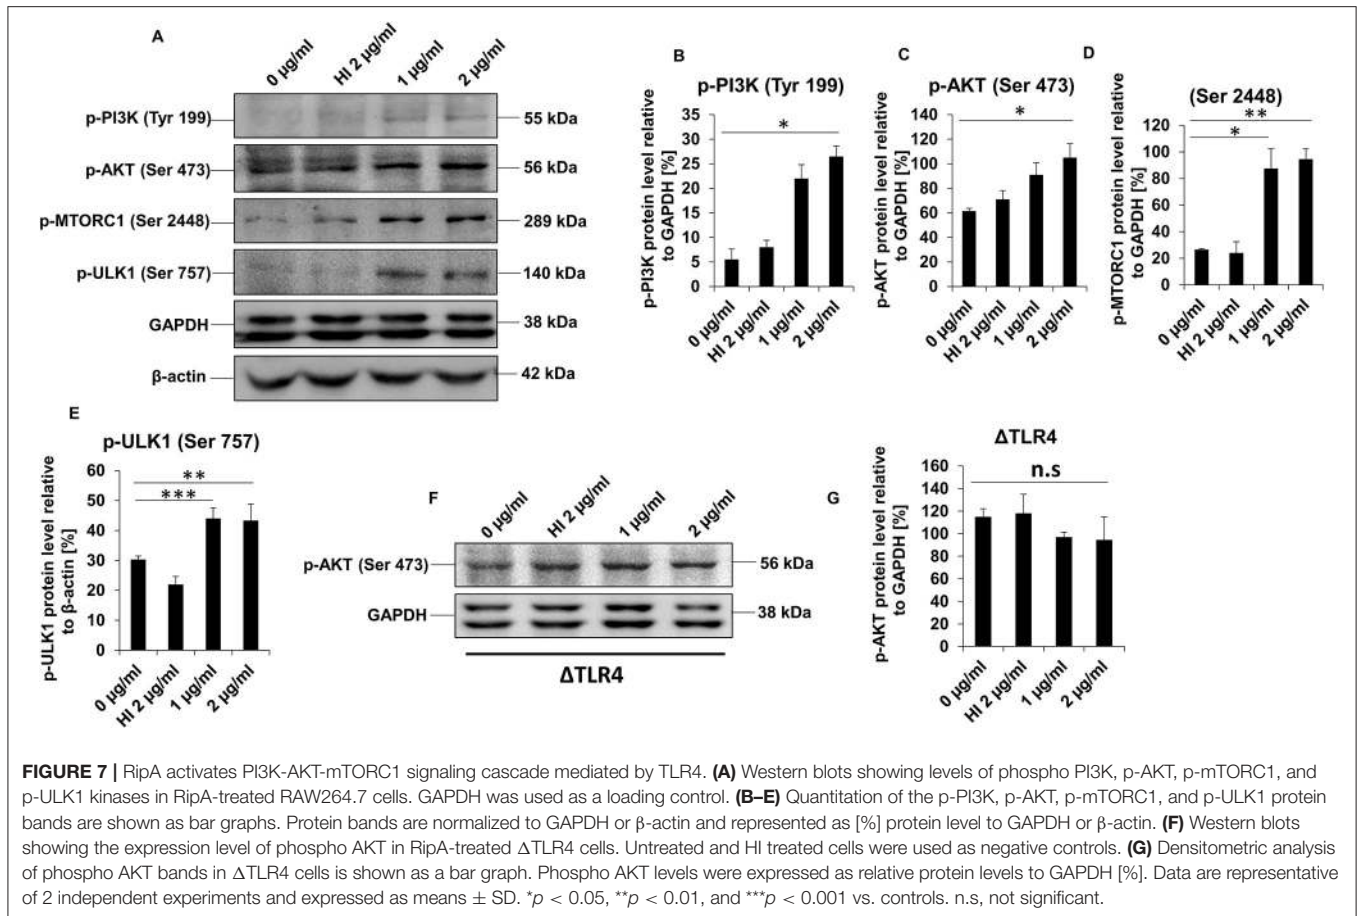 A
0 µg/ml
HI 2 µg/ml
1 µg/ml
2 µg/ml
p-PI3K (Tyr 199)
55 kDa
p-AKT (Ser 473)
56 kDa
p-MTORC1 (Ser 2448)
289 kDa
p-ULK1 (Ser 757)
140 kDa
GAPDH
38 kDa
β-actin
42 kDa
B
p-PI3K (Tyr 199)
p-PI3K protein level relative
to GAPDH [%]
35
30
25
20
15
10
5
0
*
0 µg/ml
HI 2 µg/ml
1 µg/ml
2 µg/ml
C
p-AKT (Ser 473)
p-AKT protein level relative
to GAPDH [%]
140
120
100
80
60
40
20
0
*
0 µg/ml
HI 2 µg/ml
1 µg/ml
2 µg/ml
D
(Ser 2448)
p-MTORC1 protein level relative
to GAPDH [%]
120
100
80
60
40
20
0
**
*
0 µg/ml
HI 2 µg/ml
1 µg/ml
2 µg/ml
E
p-ULK1 (Ser 757)
p-ULK1 protein level relative
to β-actin [%]
60
50
40
30
20
10
0
**
***
0 µg/ml
HI 2 µg/ml
1 µg/ml
2 µg/ml
F
0 µg/ml
HI 2 µg/ml
1 µg/ml
2 µg/ml
p-AKT (Ser 473)
56 kDa
GAPDH
38 kDa
ΔTLR4
G
ΔTLR4
p-AKT protein level relative
to GAPDH [%]
160
140
120
100
80
60
40
20
0
n.s
0 µg/ml
HI 2 µg/ml
1 µg/ml
2 µg/ml
FIGURE 7 | RipA activates PI3K-AKT-mTORC1 signaling cascade mediated by TLR4. (A) Western blots showing levels of phospho PI3K, p-AKT, p-mTORC1, and
p-ULK1 kinases in RipA-treated RAW264.7 cells. GAPDH was used as a loading control. (B–E) Quantitation of the p-PI3K, p-AKT, p-mTORC1, and p-ULK1 protein
bands are shown as bar graphs. Protein bands are normalized to GAPDH or β-actin and represented as [%] protein level to GAPDH or β-actin. (F) Western blots
showing the expression level of phospho AKT in RipA-treated ΔTLR4 cells. Untreated and HI treated cells were used as negative controls. (G) Densitometric analysis
of phospho AKT bands in ΔTLR4 cells is shown as a bar graph. Phospho AKT levels were expressed as relative protein levels to GAPDH [%]. Data are representative
of 2 independent experiments and expressed as means ± SD. *p < 0.05, **p < 0.01, and ***p < 0.001 vs. controls. n.s, not significant.